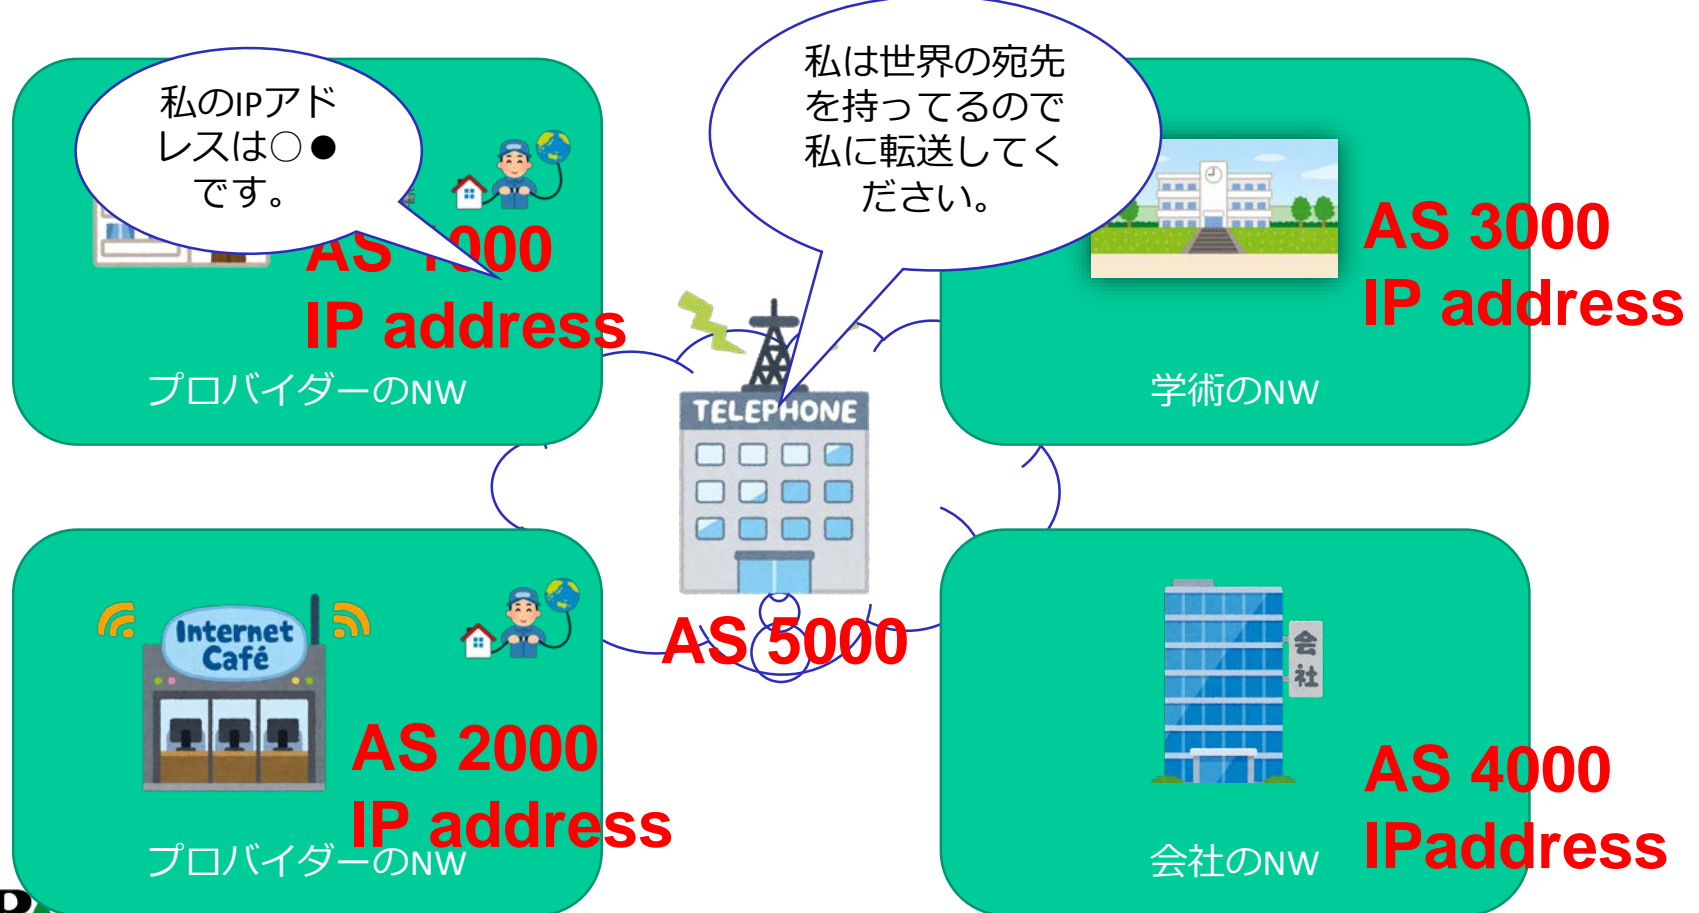 私のIPアド
レスは○●
です。
私は世界の宛先
を持ってるので
私に転送してく
ださい。
AS 1000
IP address
プロバイダーのNW
AS 3000
IP address
学術のNW
TELEPHONE
AS 5000
Internet
Café
AS 2000
IP address
プロバイダーのNW
会
社
AS 4000
IPaddress
会社のNW